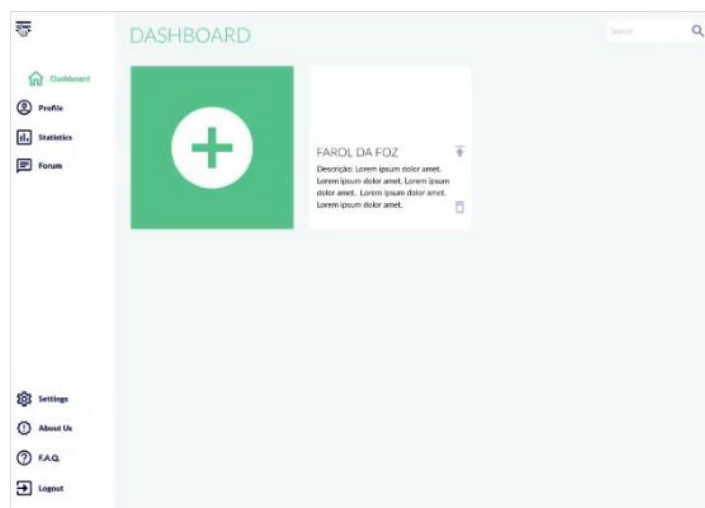 DASHBOARD
Search
Dashboard
Profile
Statistics
Forum
FAROL DA FOZ
Descrição: Lorem ipsum dolor amet.
Lorem ipsum dolor amet. Lorem ipsum
dolor amet. Lorem ipsum dolor amet.
Lorem ipsum dolor amet.
Settings
About Us
F.A.Q.
Logout